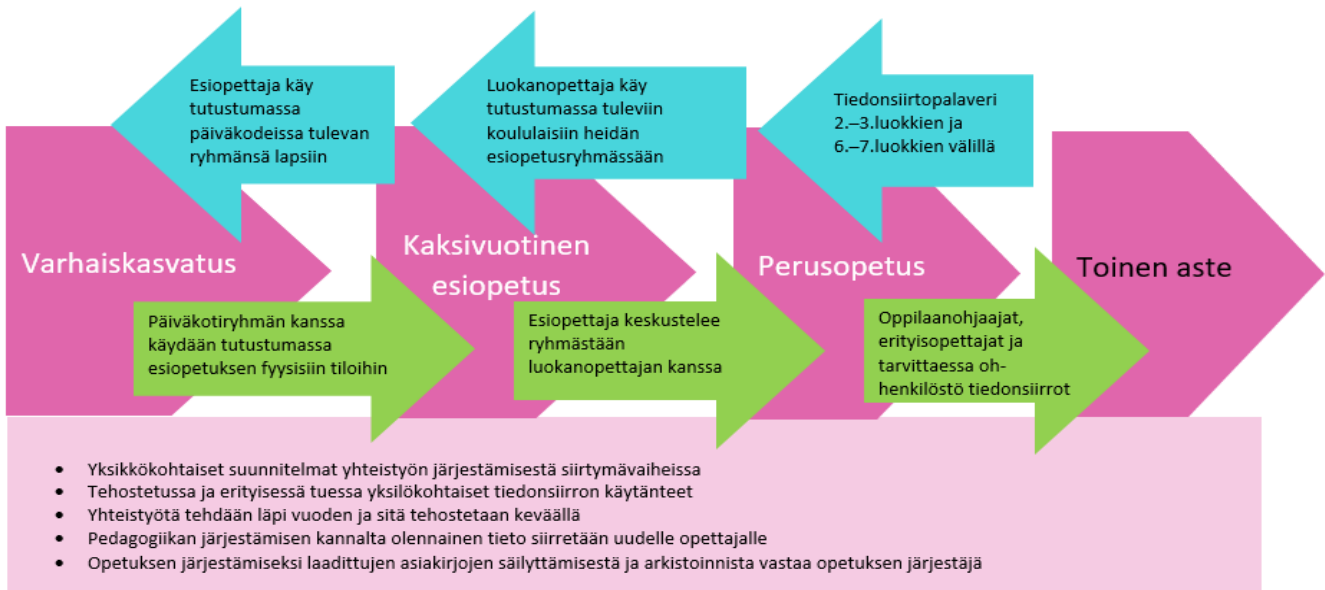 Esiopettaja käy
tutustumassa
päiväkodeissa tulevan
ryhmänsä lapsiin
Luokanopettaja käy
tutustumassa tuleviin
koululaisiin heidän
esiopetusryhmässään
Tiedonsiirtopalaveri
2.–3.luokkien ja
6.–7.luokkien välillä
Varhaiskasvatus
Kaksivuotinen
esiopetus
Perusopetus
Toinen aste
Päiväkotiryhmän kanssa
käydään tutustumassa
esiopetuksen fyysisiin tiloihin
Esiopettaja keskustelee
ryhmästään
luokanopettajan kanssa
Oppilaanohjaajat,
erityisopettajat ja
tarvittaessa oh-
henkilöstö tiedonsiirrot
• Yksikkökohtaiset suunnitelmat yhteistyön järjestämisestä siirtymävaiheissa
• Tehostetussa ja erityisessä tuessa yksilökohtaiset tiedonsiirron käytänteet
• Yhteistyötä tehdään läpi vuoden ja sitä tehostetaan keväällä
• Pedagogiikan järjestämisen kannalta olennainen tieto siirretään uudelle opettajalle
• Opetuksen järjestämiseksi laadittujen asiakirjojen säilyttämisestä ja arkistoinnista vastaa opetuksen järjestäjä